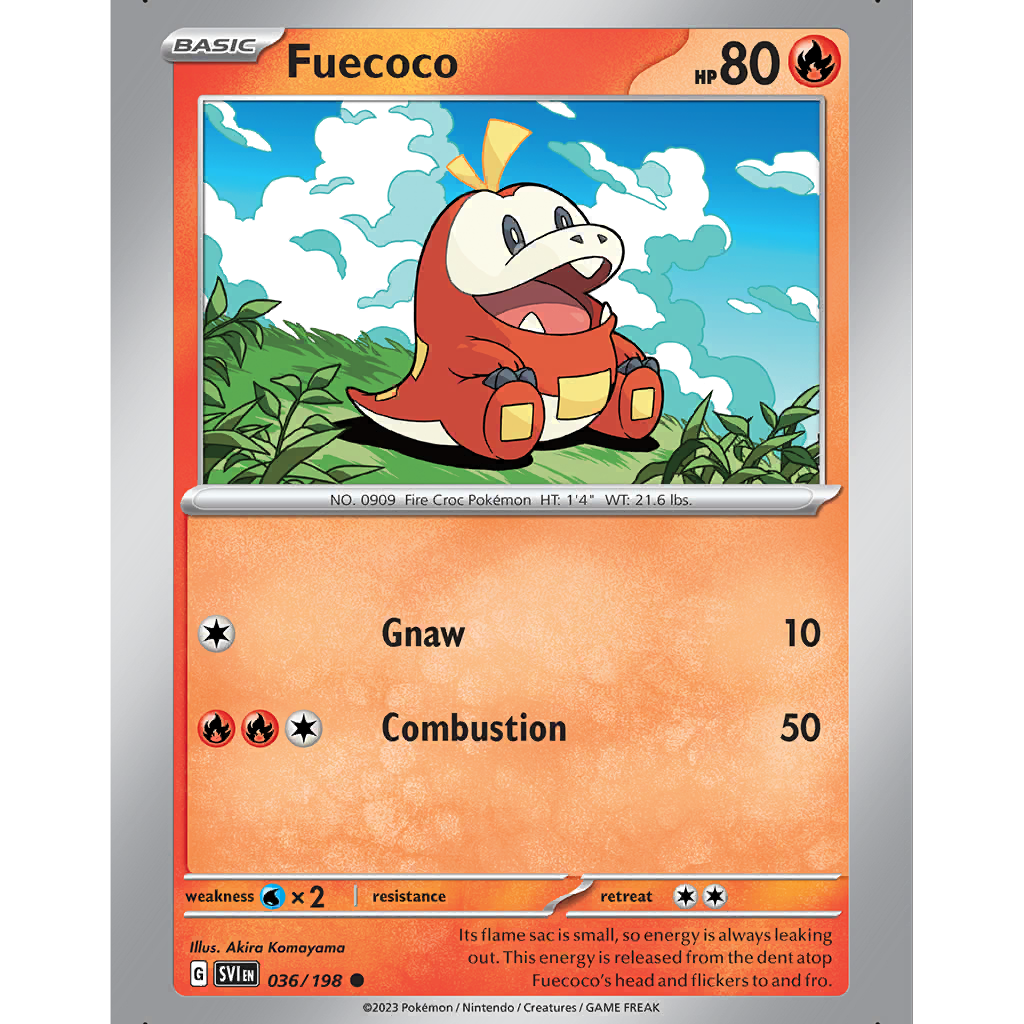 BASIC
Fuecoco
HP 80
NO. 0909 Fire Croc Pokémon HT: 1'4" WT: 21.6 lbs.
Gnaw 10
Combustion 50
weakness ×2 resistance retreat
Its flame sac is small, so energy is always leaking
out. This energy is released from the dent atop
Fuecoco's head and flickers to and fro.
Illus. Akira Komayama
G SVI EN 036/198
©2023 Pokémon / Nintendo / Creatures / GAME FREAK